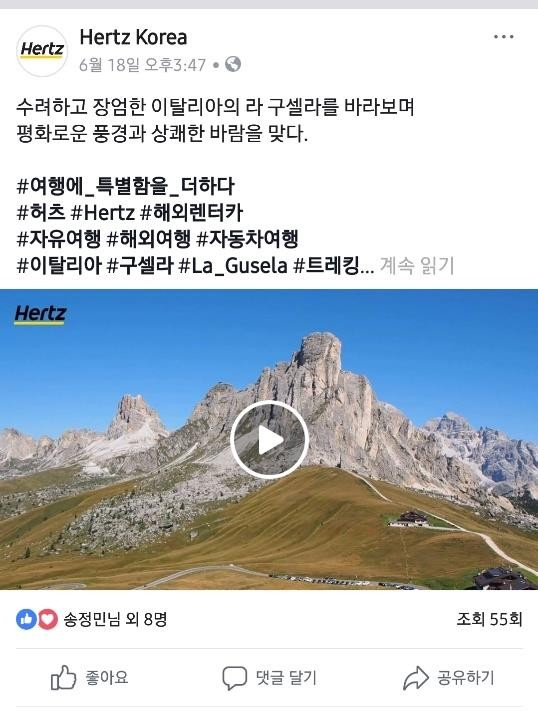 Hertz
Hertz Korea
6월 18일 오후3:47
수려하고 장엄한 이탈리아의 라 구셀라를 바라보며
평화로운 풍경과 상쾌한 바람을 맞다.
#여행에_특별함을_더하다
#허츠 #Hertz #해외렌터카
#자유여행 #해외여행 #자동차여행
#이탈리아 #구셀라 #La_Gusela #트레킹... 계속 읽기
Hertz
송정민님 외 8명
조회 55회
좋아요
댓글 달기
공유하기